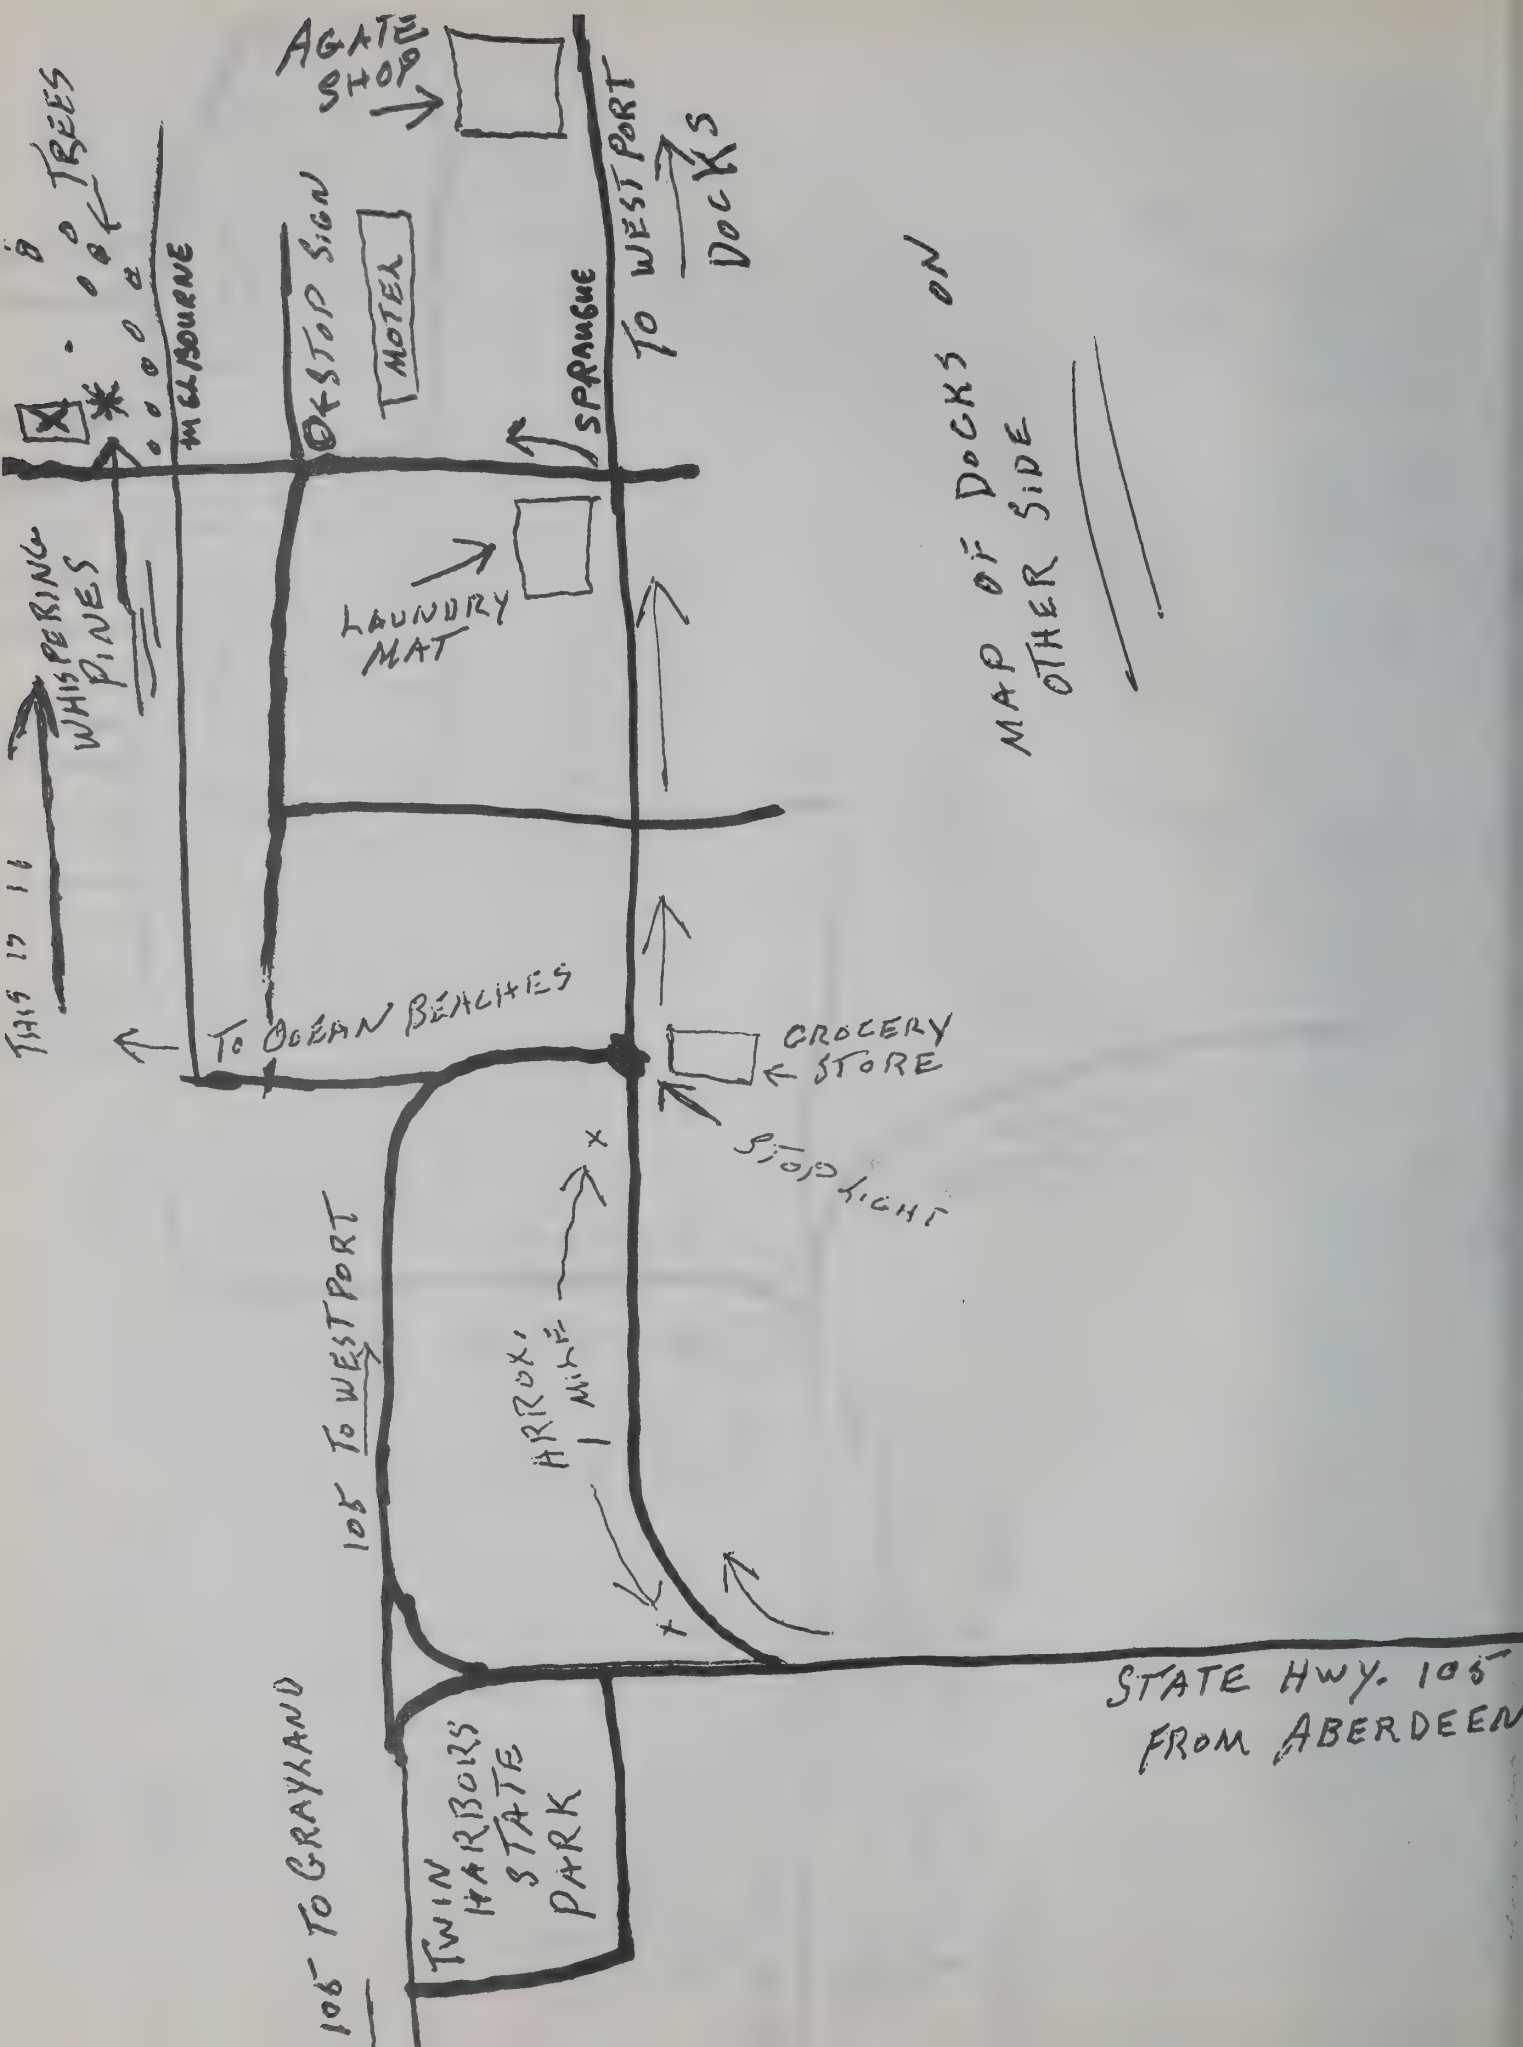 THIS IS IT
WHISPERING
PINES
TREES
X
MELBOURNE
STOP SIGN
MOTEL
AGATE
SHOP
SPRAUGUE
TO WESTPORT
DOCKS
LAUNDRY
MAT
TO OCEAN BEACHES
GROCERY
STORE
STOP LIGHT
MAP OF DOCKS ON
OTHER SIDE
105 TO WESTPORT
ARROX.
1 MILE
X
X
105 TO GRAYLAND
TWIN
HARBORS
STATE
PARK
STATE HWY. 105
FROM ABERDEEN